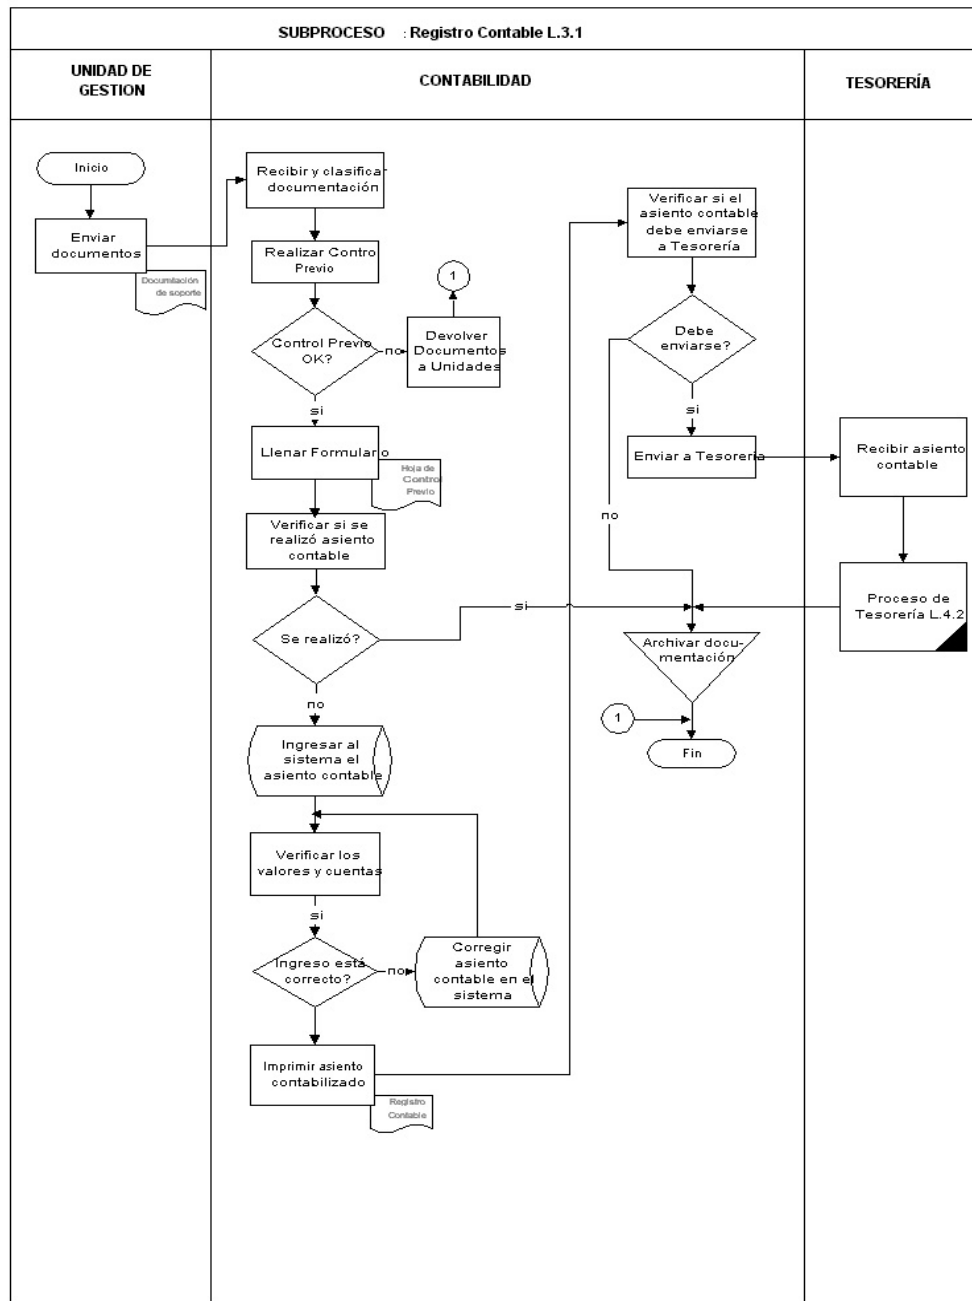 SUBPROCESO : Registro Contable L.3.1
UNIDAD DE
GESTION
CONTABILIDAD
TESORERÍA
Inicio
Enviar
documentos
Documtación
de soporte
Recibir y clasificar
documentación
Realizar Contro
Previo
1
Control Previo
OK?
no
Devolver
Documentos
a Unidades
si
Llenar Formulario
Hoja de
Control
Previo
Verificar si se
realizó asiento
contable
Se realizó?
si
no
Ingresar al
sistema el
asiento contable
Verificar los
valores y cuentas
si
Ingreso está
correcto?
no
Corregir
asiento
contable en el
sistema
Imprimir asiento
contabilizado
Registro
Contable
Verificar si el
asiento contable
debe enviarse
a Tesorería
Debe
enviarse?
si
no
Enviar a Tesorería
Recibir asiento
contable
Proceso de
Tesorería L.4.2
Archivar docu-
mentación
1
Fin